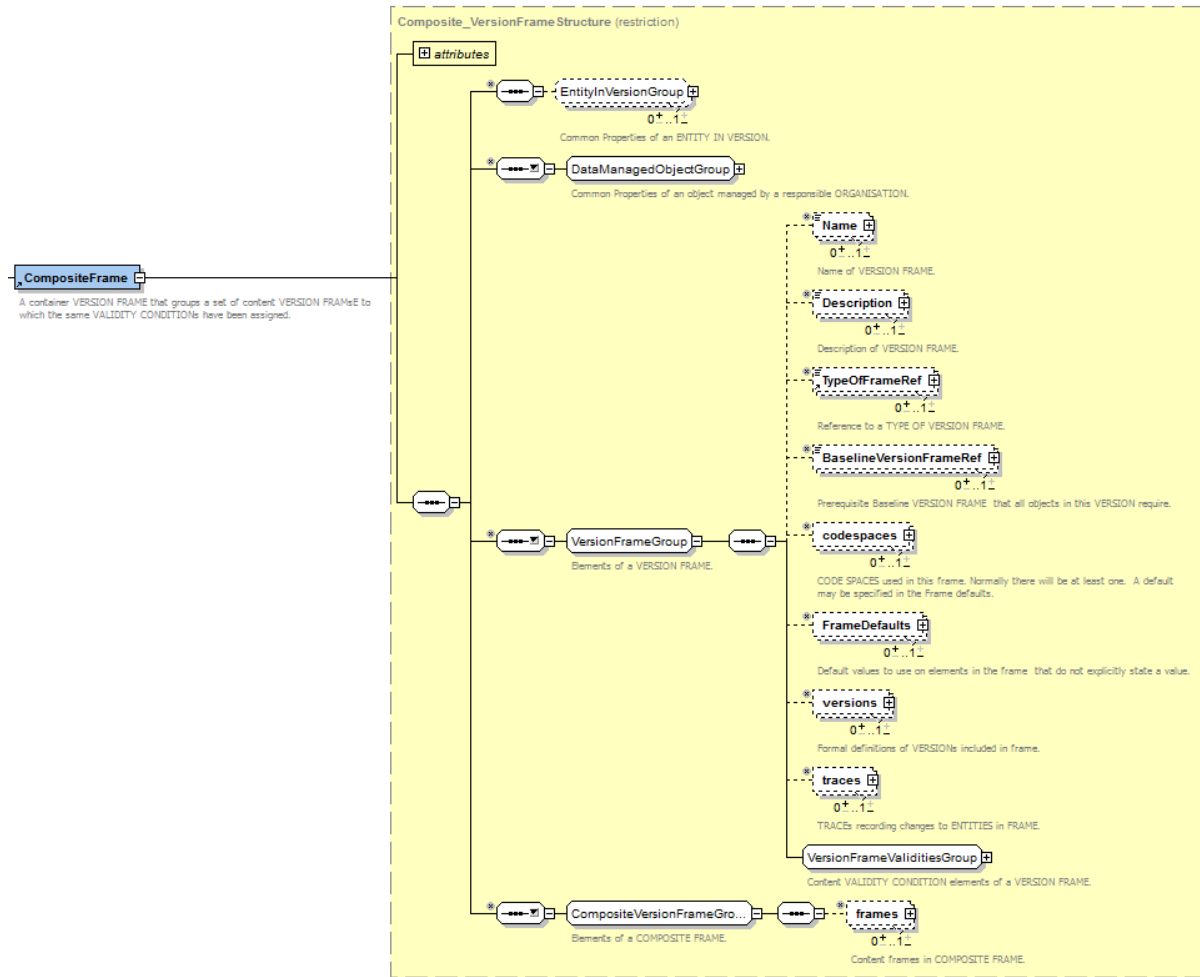 Composite_VersionFrameStructure (restriction)
attributes
EntityInVersionGroup
0..1
Common Properties of an ENTITY IN VERSION.
DataManagedObjectGroup
Common Properties of an object managed by a responsible ORGANISATION.
Name
0..1
Name of VERSION FRAME.
CompositeFrame
A container VERSION FRAME that groups a set of content VERSION FRAMsE to
which the same VALIDITY CONDITIONs have been assigned.
Description
0..1
Description of VERSION FRAME.
TypeOfFrameRef
0..1
Reference to a TYPE OF VERSION FRAME.
BaselineVersionFrameRef
0..1
Prerequisite Baseline VERSION FRAME that all objects in this VERSION require.
codespaces
0..1
CODE SPACES used in this frame. Normally there will be at least one. A default
may be specified in the Frame defaults.
VersionFrameGroup
Elements of a VERSION FRAME.
FrameDefaults
0..1
Default values to use on elements in the frame that do not explicitly state a value.
versions
0..1
Formal definitions of VERSIONs included in frame.
traces
0..1
TRACEs recording changes to ENTITIES in FRAME.
VersionFrameValiditiesGroup
Content VALIDITY CONDITION elements of a VERSION FRAME.
CompositeVersionFrameGro...
Elements of a COMPOSITE FRAME.
frames
0..1
Content frames in COMPOSITE FRAME.